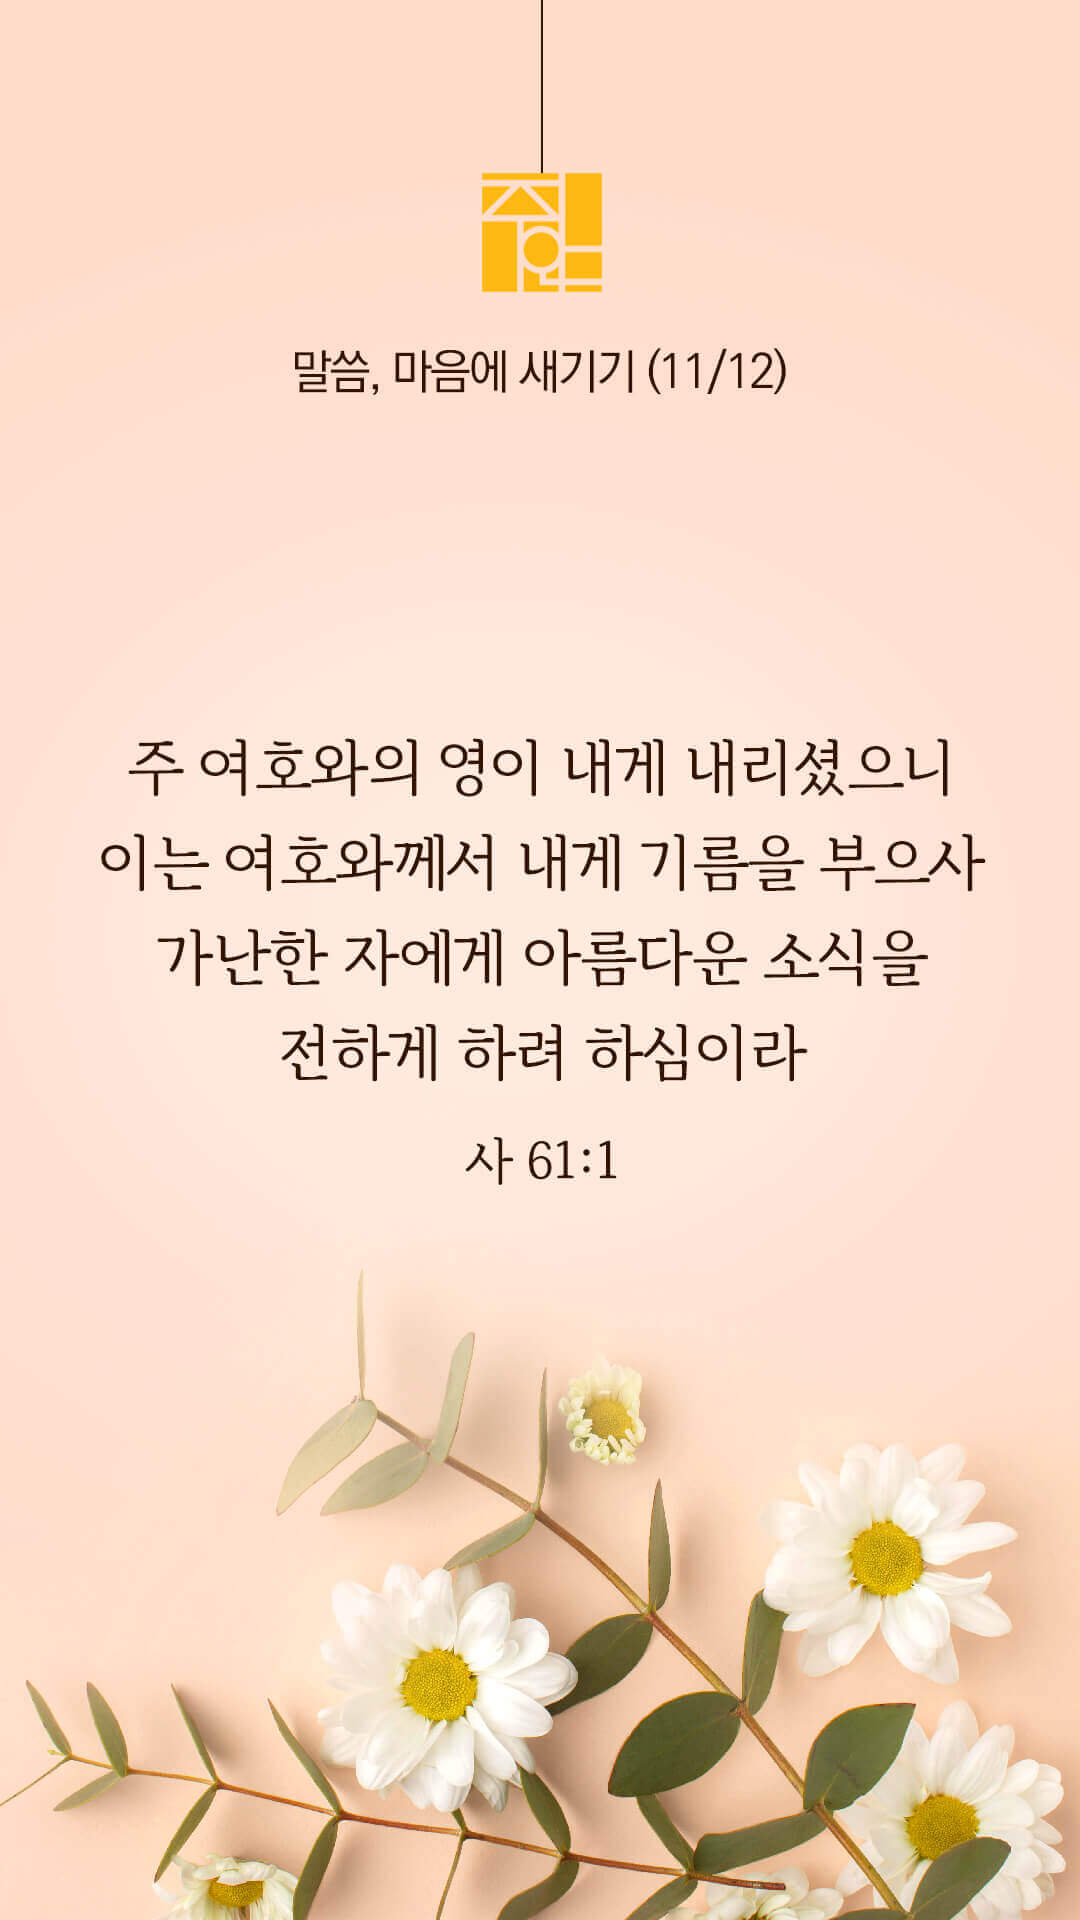 주인
말씀, 마음에 새기기 (11/12)
주 여호와의 영이 내게 내리셨으니
이는 여호와께서 내게 기름을 부으사
가난한 자에게 아름다운 소식을
전하게 하려 하심이라
사 61:1